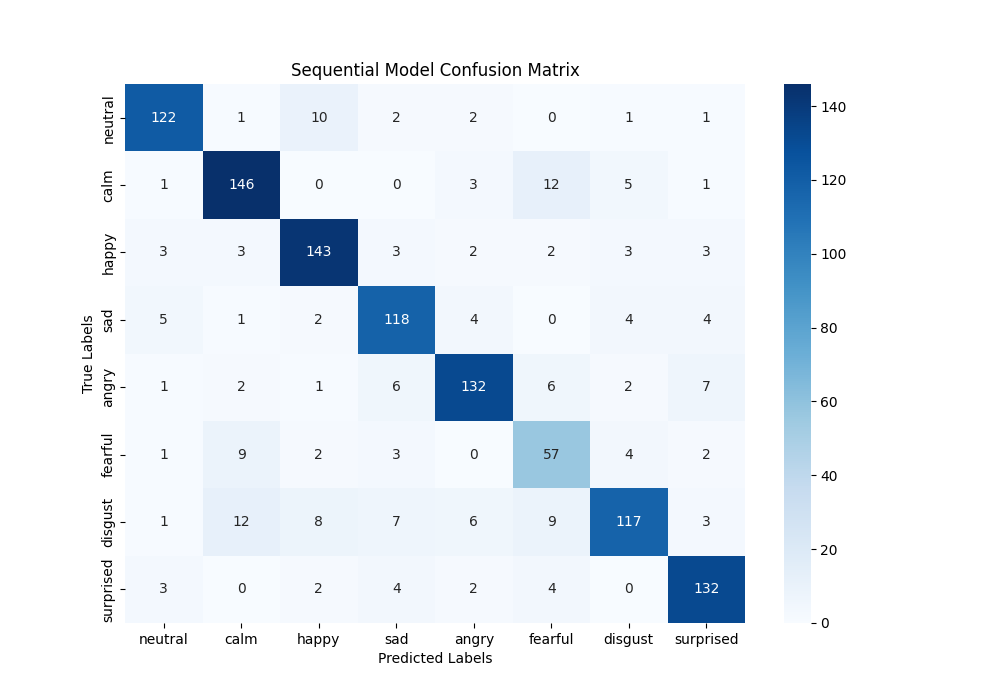 Sequential Model Confusion Matrix
True Labels
neutral 122 1 10 2 2 0 1 1
calm 1 146 0 0 3 12 5 1
happy 3 3 143 3 2 2 3 3
sad 5 1 2 118 4 0 4 4
angry 1 2 1 6 132 6 2 7
fearful 1 9 2 3 0 57 4 2
disgust 1 12 8 7 6 9 117 3
surprised 3 0 2 4 2 4 0 132
neutral calm happy sad angry fearful disgust surprised
Predicted Labels
140
120
100
80
60
40
20
0